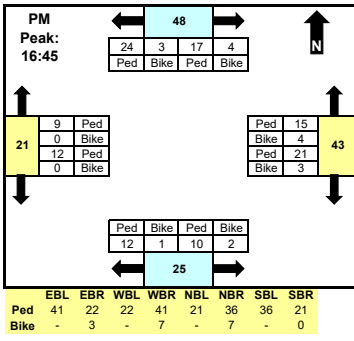 PM
Peak:
16:45
48
24 3 17 4
Ped Bike Ped Bike
N
21
9 Ped
0 Bike
12 Ped
0 Bike
Ped 15
Bike 4
Ped 21
Bike 3
43
Ped Bike Ped Bike
12 1 10 2
25
EBL EBR WBL WBR NBL NBR SBL SBR
Ped 41 22 22 41 21 36 36 21
Bike - 3 - 7 - 7 - 0